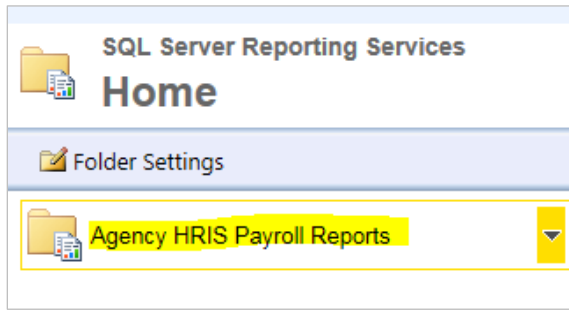 SQL Server Reporting Services
Home
Folder Settings
Agency HRIS Payroll Reports